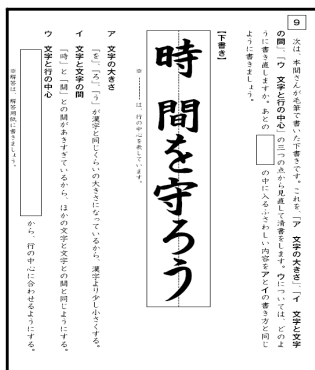 9
次は、本間さんが毛筆で書いた下書きです。これを、「ア 文字の大きさ」、「イ 文字と文字
の間」、「ウ 文字と行の中心」の三つの点から見直して清書をします。ウについては、どのよ
うに書き直しますか。あとの□の中に入るふさわしい内容をアとイの書き方と同じ
ように書きましょう。
【下書き】
時間を守ろう
※ ---------- は、行の中心を表しています。
ア 文字の大きさ
「を」、「ろ」、「う」が漢字と同じくらいの大きさになっているから、漢字より少し小さくする。
イ 文字と文字の間
「時」と「間」との間があきすぎているから、ほかの文字と文字との間と同じようにする。
ウ 文字と行の中心
から、行の中心に合わせるようにする。
※解答は、解答用紙に書きましょう。